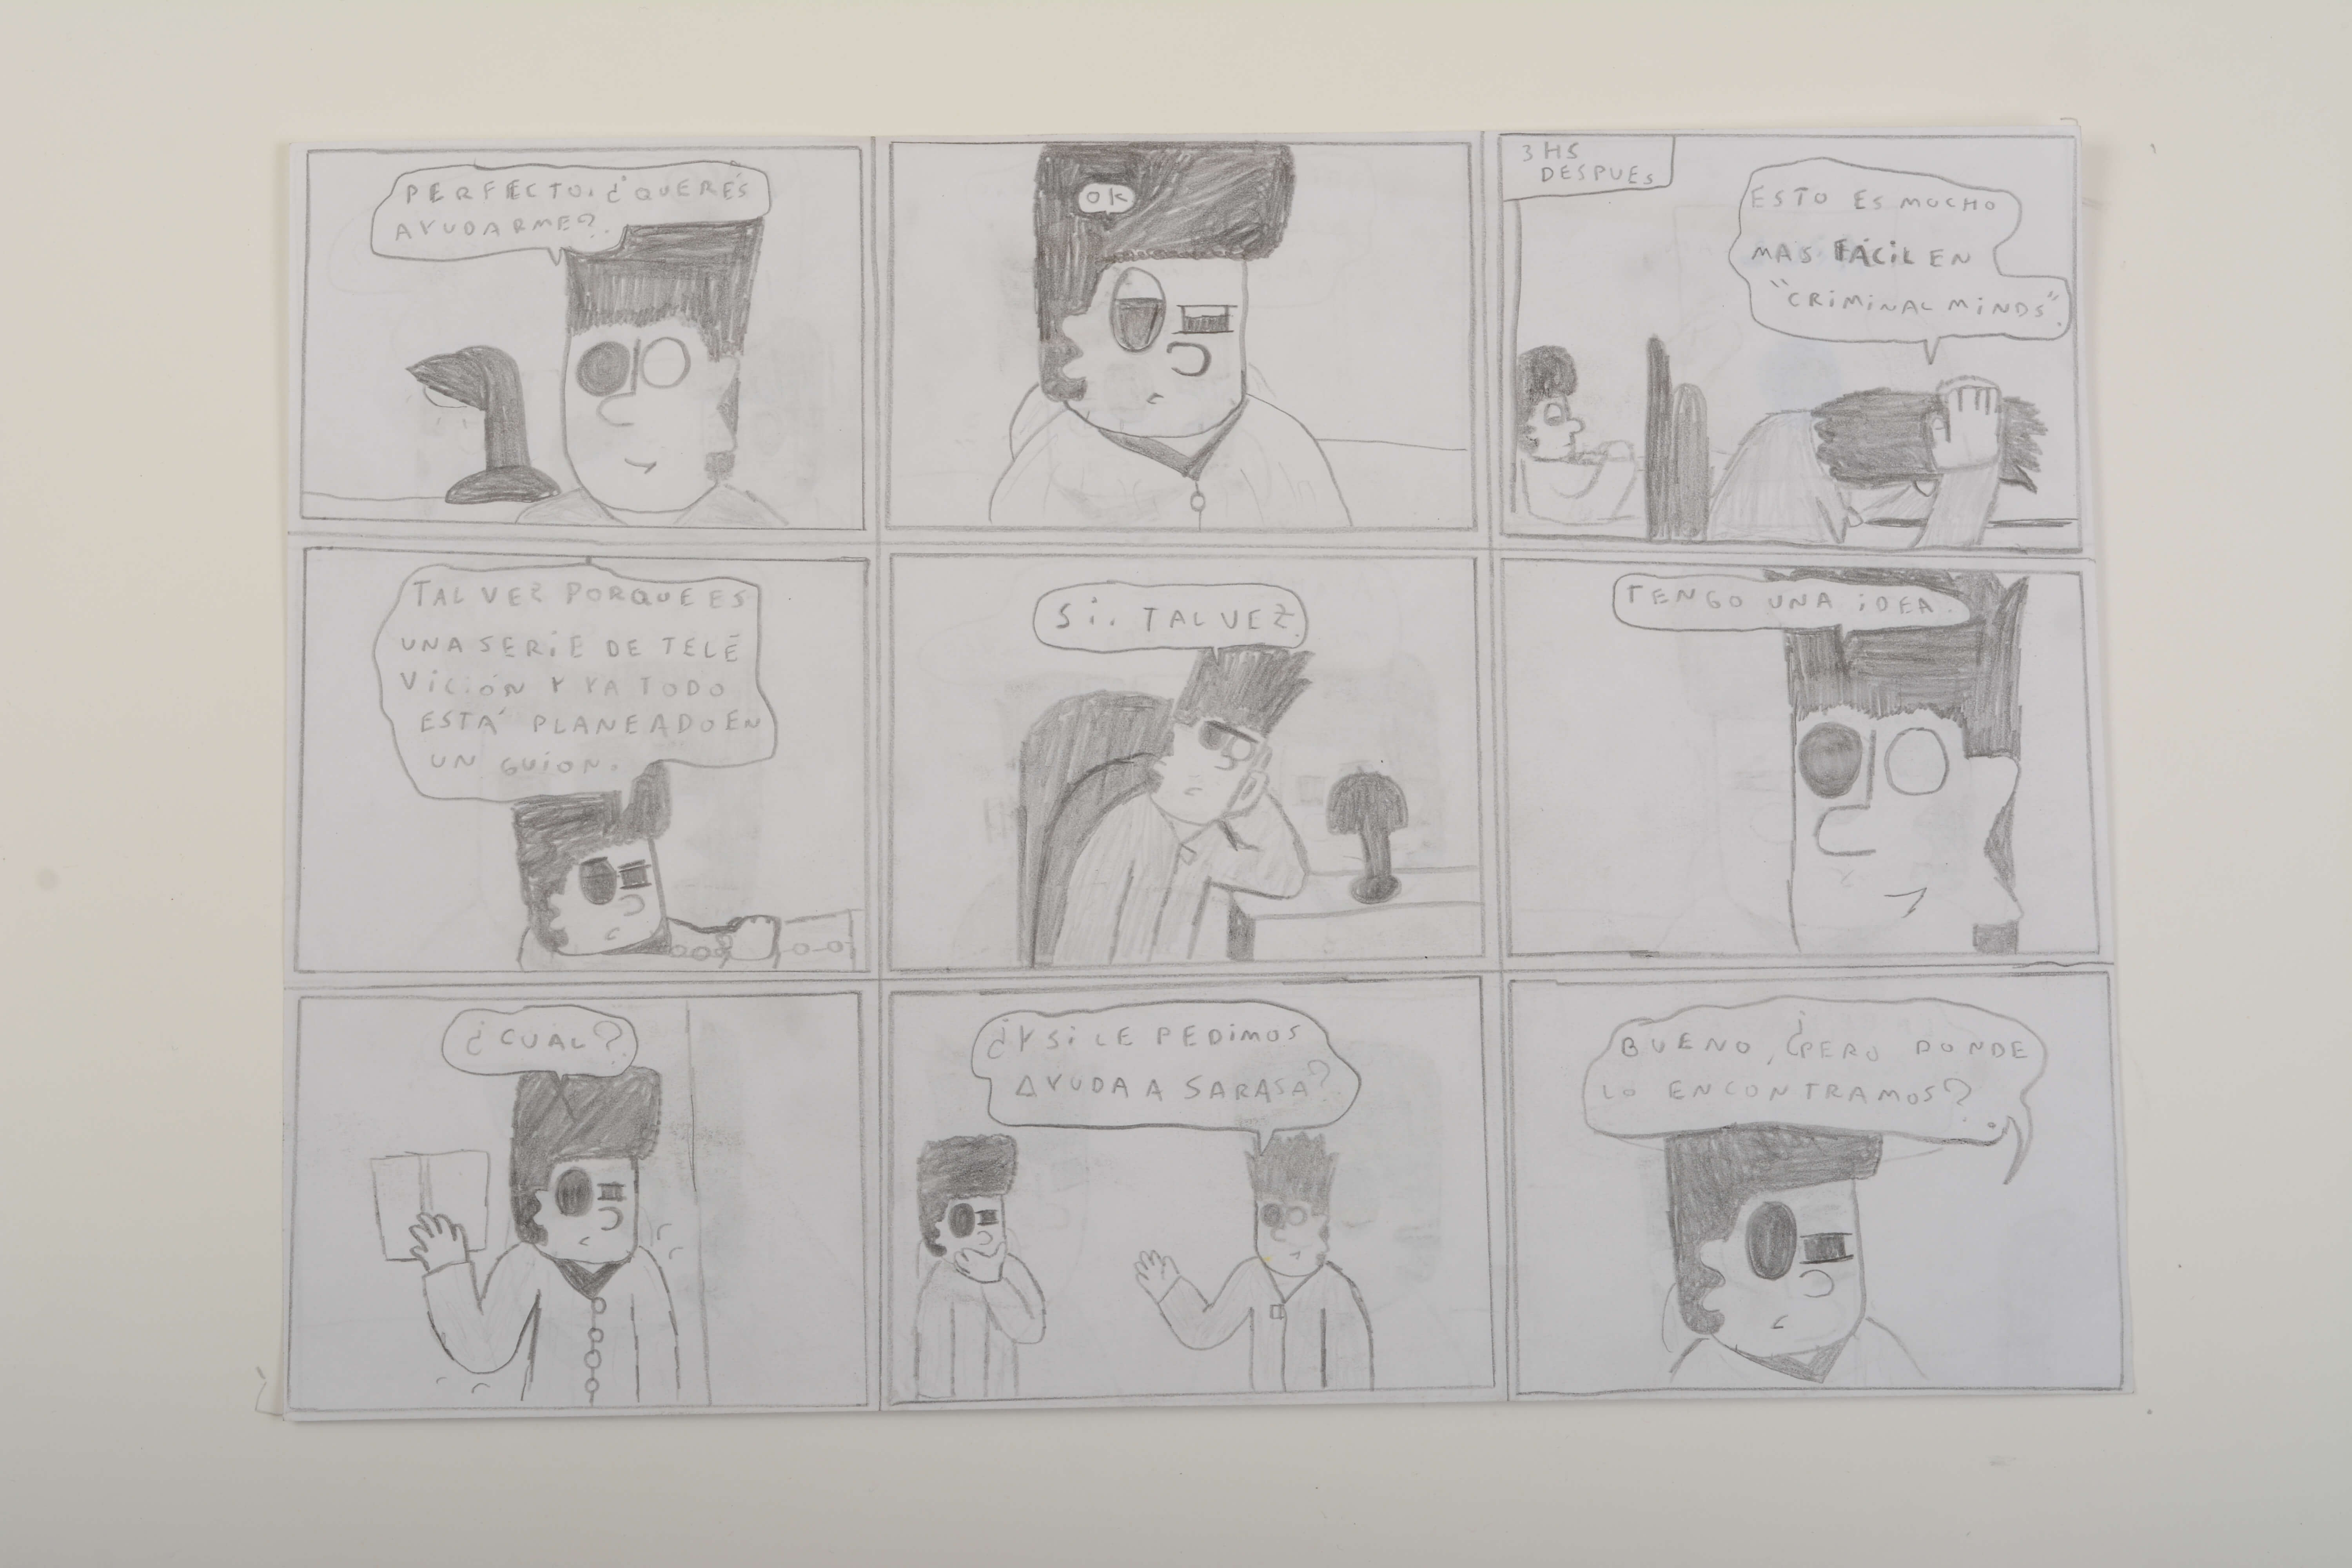 PERFECTO. ¿QUERÉS
AYUDARME?.
OK
3 HS
DESPUES
ESTO ES MUCHO
MAS FÁCIL EN
"CRIMINAL MINDS".
TAL VEZ PORQUE ES
UNA SERIE DE TELE
VICIÓN Y YA TODO
ESTÁ PLANEADO EN
UN GUION.
SI. TAL VEZ.
TENGO UNA IDEA.
¿CUÁL?
¿Y SI LE PEDIMOS
AYUDA A SARASA?
BUENO, ¿PERO DONDE
LO ENCONTRAMOS?.